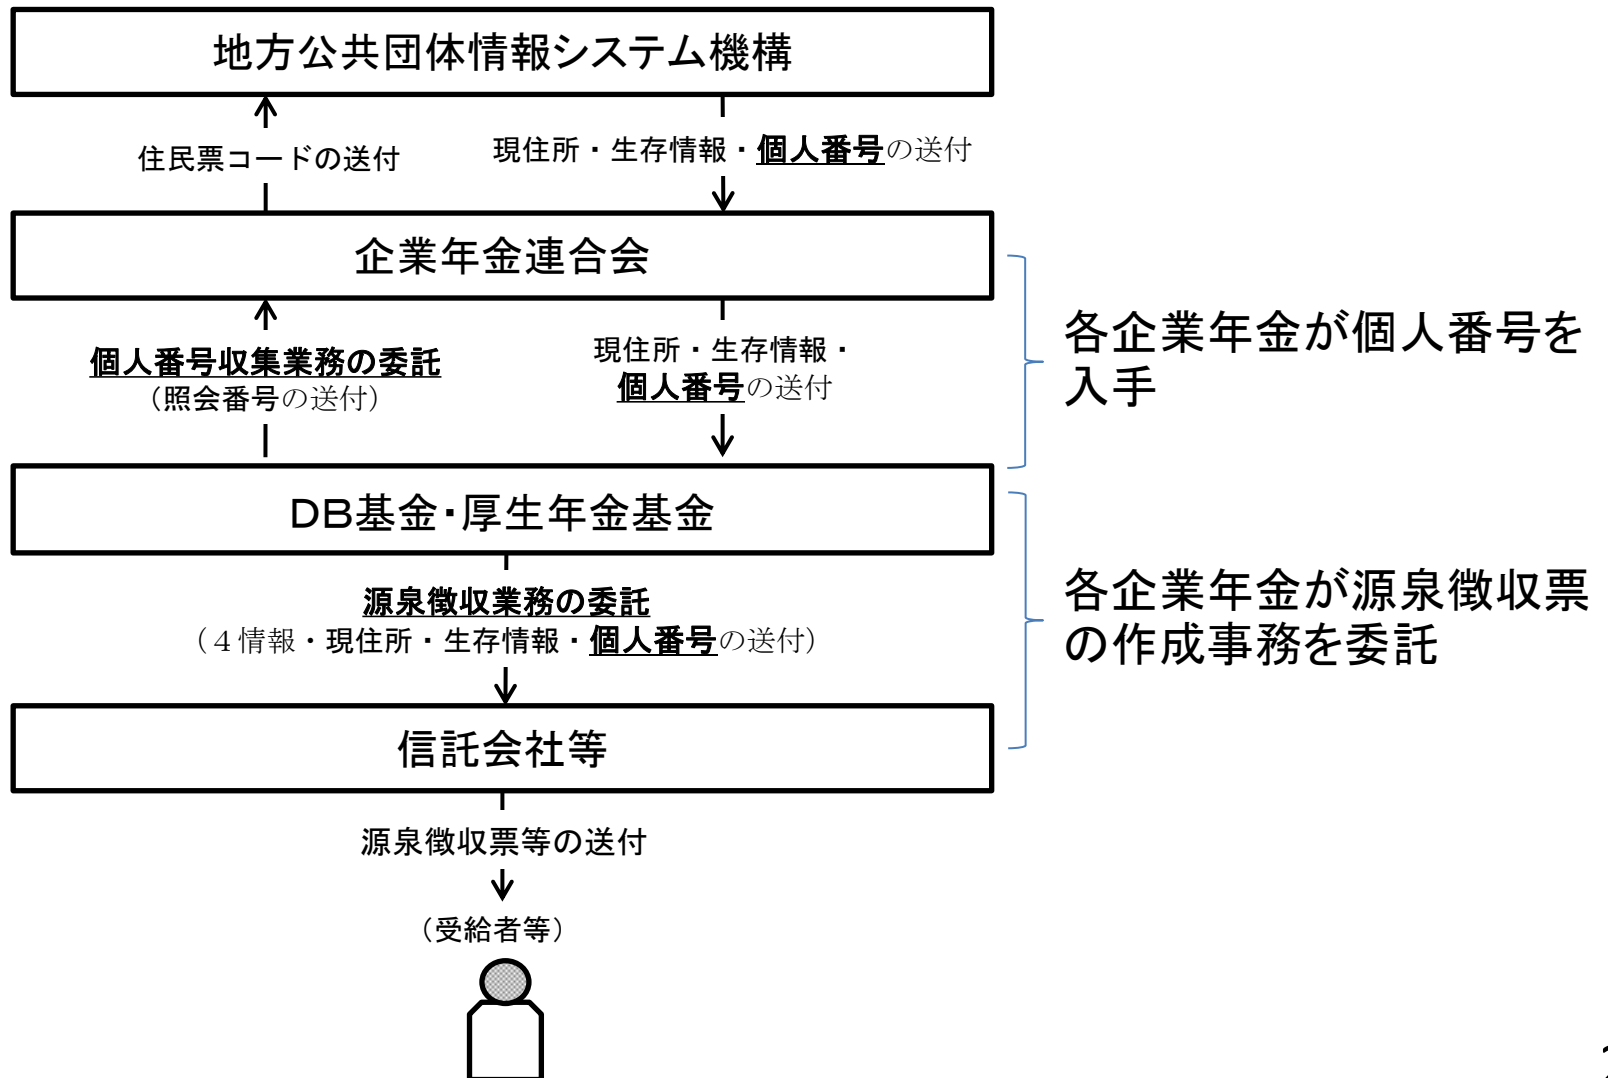 地方公共団体情報システム機構
住民票コードの送付
現住所・生存情報・個人番号の送付
企業年金連合会
個人番号収集業務の委託
（照会番号の送付）
現住所・生存情報・
個人番号の送付
各企業年金が個人番号を
入手
DB基金・厚生年金基金
源泉徴収業務の委託
（４情報・現住所・生存情報・個人番号の送付）
各企業年金が源泉徴収票
の作成事務を委託
信託会社等
源泉徴収票等の送付
（受給者等）